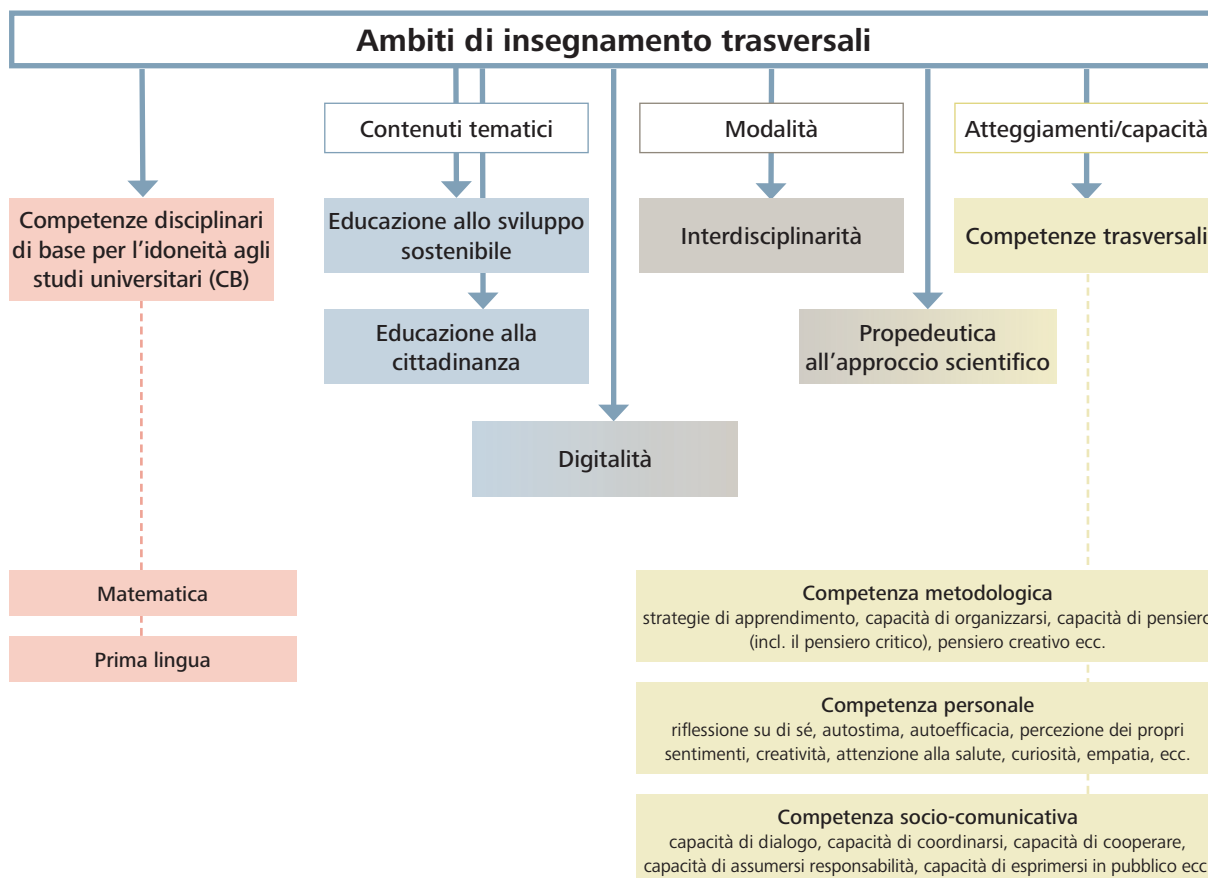 Ambiti di insegnamento trasversali
Contenuti tematici
Modalità
Atteggiamenti/capacità
Competenze disciplinari
di base per l'idoneità agli
studi universitari (CB)
Educazione allo sviluppo
sostenibile
Interdisciplinarità
Competenze trasversali
Educazione alla
cittadinanza
Propedeutica
all'approccio scientifico
Digitalità
Matematica
Prima lingua
Competenza metodologica
strategie di apprendimento, capacità di organizzarsi, capacità di pensiero
(incl. il pensiero critico), pensiero creativo ecc.
Competenza personale
riflessione su di sé, autostima, autoefficacia, percezione dei propri
sentimenti, creatività, attenzione alla salute, curiosità, empatia, ecc.
Competenza socio-comunicativa
capacità di dialogo, capacità di coordinarsi, capacità di cooperare,
capacità di assumersi responsabilità, capacità di esprimersi in pubblico ecc